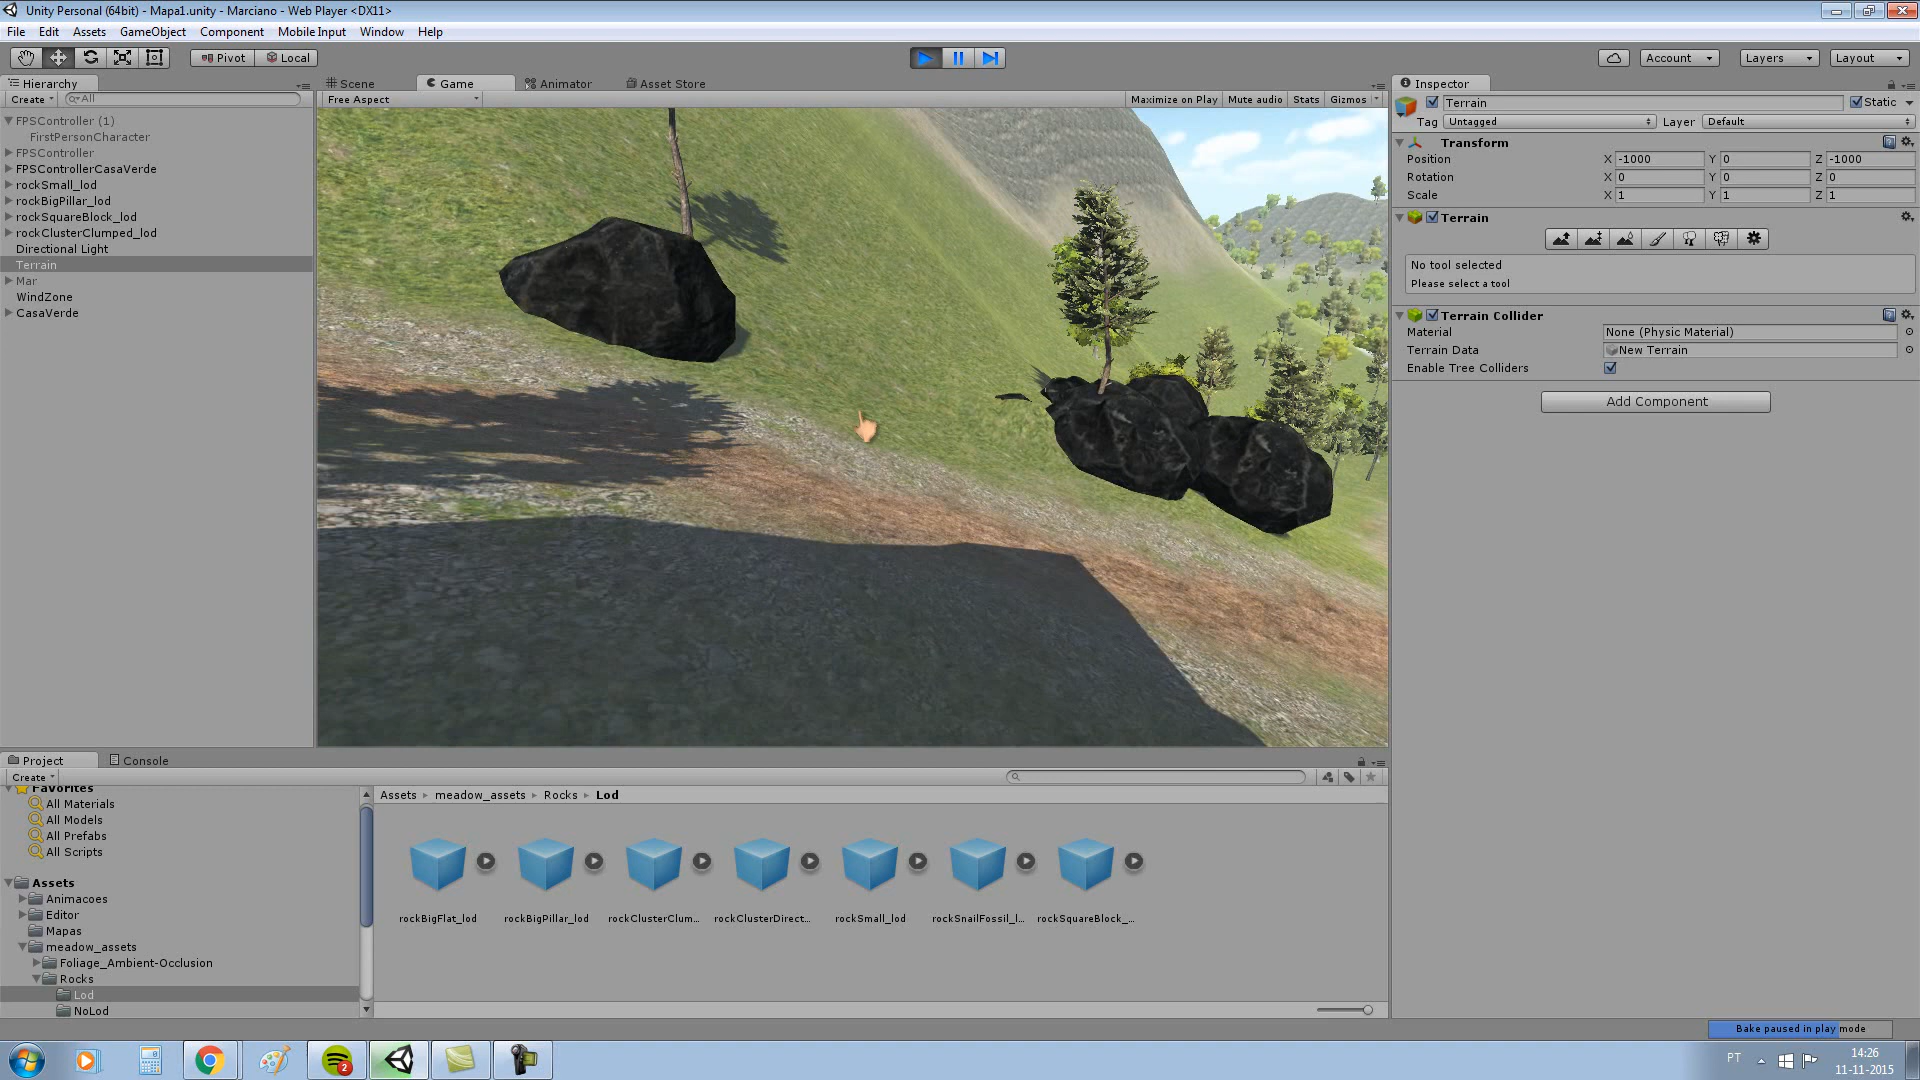 Unity Personal (64bit) - Mapa1.unity - Marciano - Web Player <DX11>
File Edit Assets GameObject Component Mobile Input Window Help
Pivot Local Account Layers Layout
Hierarchy
Create All
FPSController (1)
FirstPersonCharacter
FPSController
FPSControllerCasaVerde
rockSmall_lod
rockBigPillar_lod
rockSquareBlock_lod
rockClusterClumped_lod
Directional Light
Terrain
Mar
WindZone
CasaVerde
Scene Game Animator Asset Store
Free Aspect Maximize on Play Mute audio Stats Gizmos
Inspector
Terrain Static
Tag Untagged Layer Default
Transform
Position X -1000 Y 0 Z -1000
Rotation X 0 Y 0 Z 0
Scale X 1 Y 1 Z 1
Terrain
No tool selected
Please select a tool
Terrain Collider
Material None (Physic Material)
Terrain Data New Terrain
Enable Tree Colliders
Add Component
Project Console
Create
Favorites
All Materials
All Models
All Prefabs
All Scripts
Assets
Animacoes
Editor
Mapas
meadow_assets
Foliage_Ambient-Occlusion
Rocks
Lod
NoLod
Assets meadow_assets Rocks Lod
rockBigFlat_lod rockBigPillar_lod rockClusterClum... rockClusterDirect... rockSmall_lod rockSnailFossil_l... rockSquareBlock_...
Bake paused in play mode
2
PT 14:26
11-11-2015